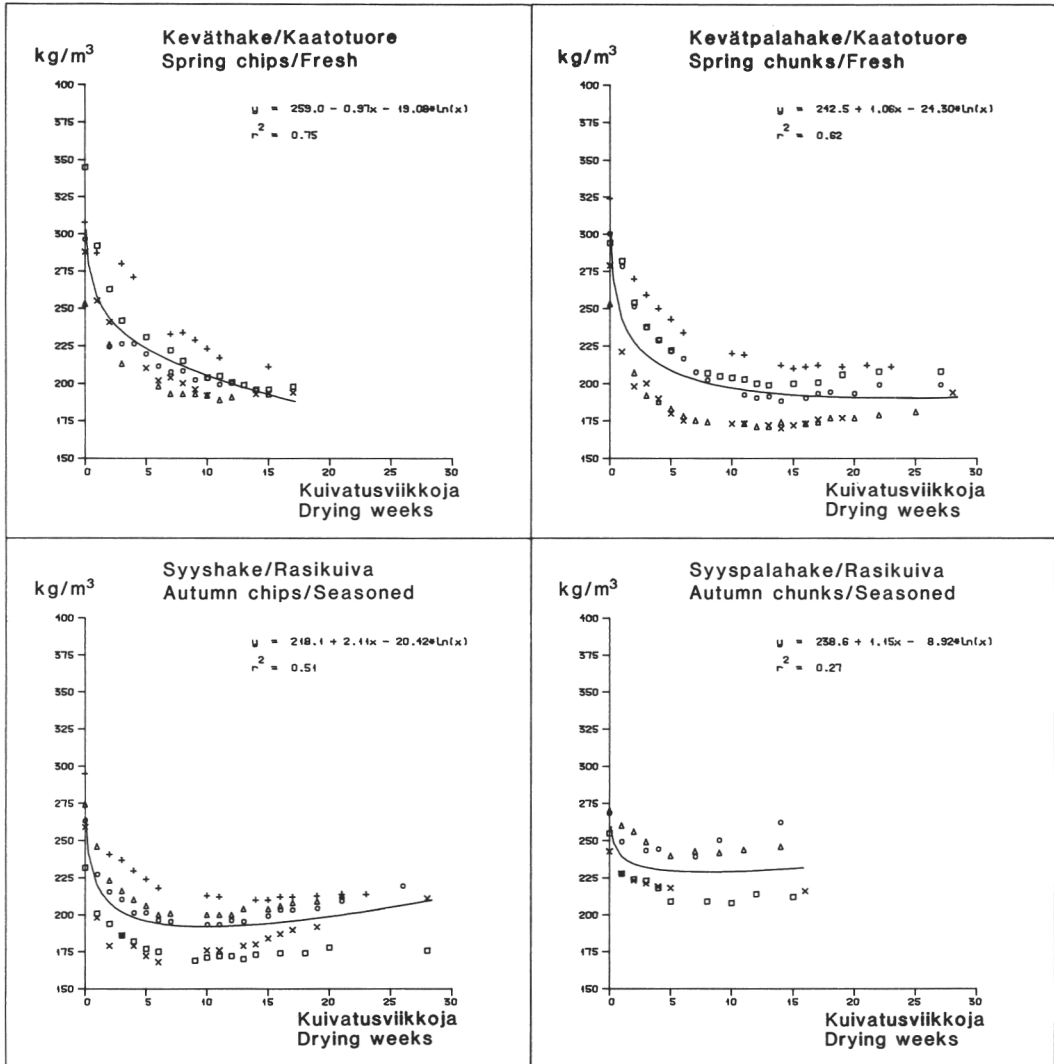 Keväthake/Kaatotuore
kg/m³
Spring chips/Fresh
400
y = 259.0 - 0.97x - 19.08*ln(x)
375
r² = 0.75
350
325
300
275
250
225
200
175
150
0 5 10 15 20 25 30
Kuivatusviikkoja
Drying weeks
Kevätpalahake/Kaatotuore
kg/m³
Spring chunks/Fresh
400
y = 242.5 + 1.06x - 24.30*ln(x)
375
r² = 0.62
350
325
300
275
250
225
200
175
150
0 5 10 15 20 25 30
Kuivatusviikkoja
Drying weeks
Syyshake/Rasikuiva
kg/m³
Autumn chips/Seasoned
400
y = 218.1 + 2.11x - 20.42*ln(x)
375
r² = 0.51
350
325
300
275
250
225
200
175
150
0 5 10 15 20 25 30
Kuivatusviikkoja
Drying weeks
Syyspalahake/Rasikuiva
kg/m³
Autumn chunks/Seasoned
400
y = 238.6 + 1.15x - 8.92*ln(x)
375
r² = 0.27
350
325
300
275
250
225
200
175
150
0 5 10 15 20 25 30
Kuivatusviikkoja
Drying weeks